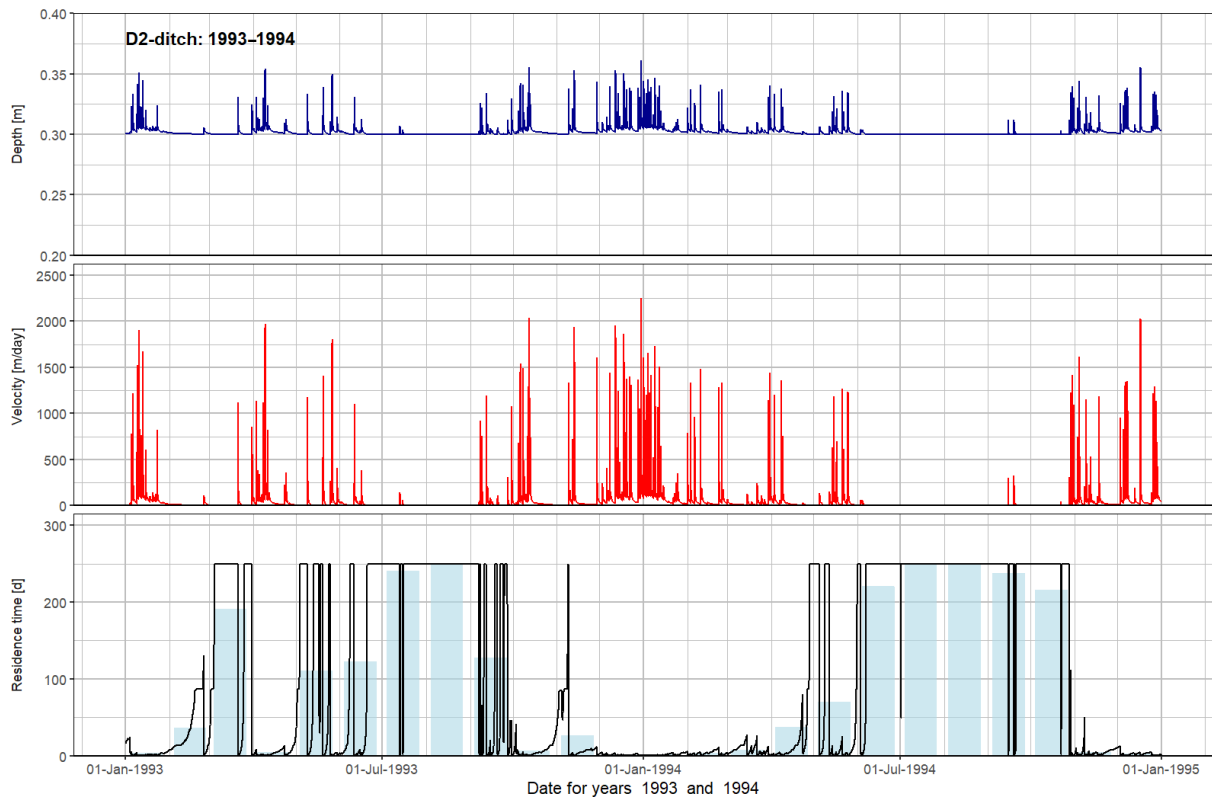 D2-ditch: 1993–1994
0.40
0.35
0.30
0.25
0.20
Depth [m]
2500
2000
1500
1000
500
0
Velocity [m/day]
300
200
100
0
Residence time [d]
01-Jan-1993
01-Jul-1993
01-Jan-1994
01-Jul-1994
01-Jan-1995
Date for years 1993 and 1994